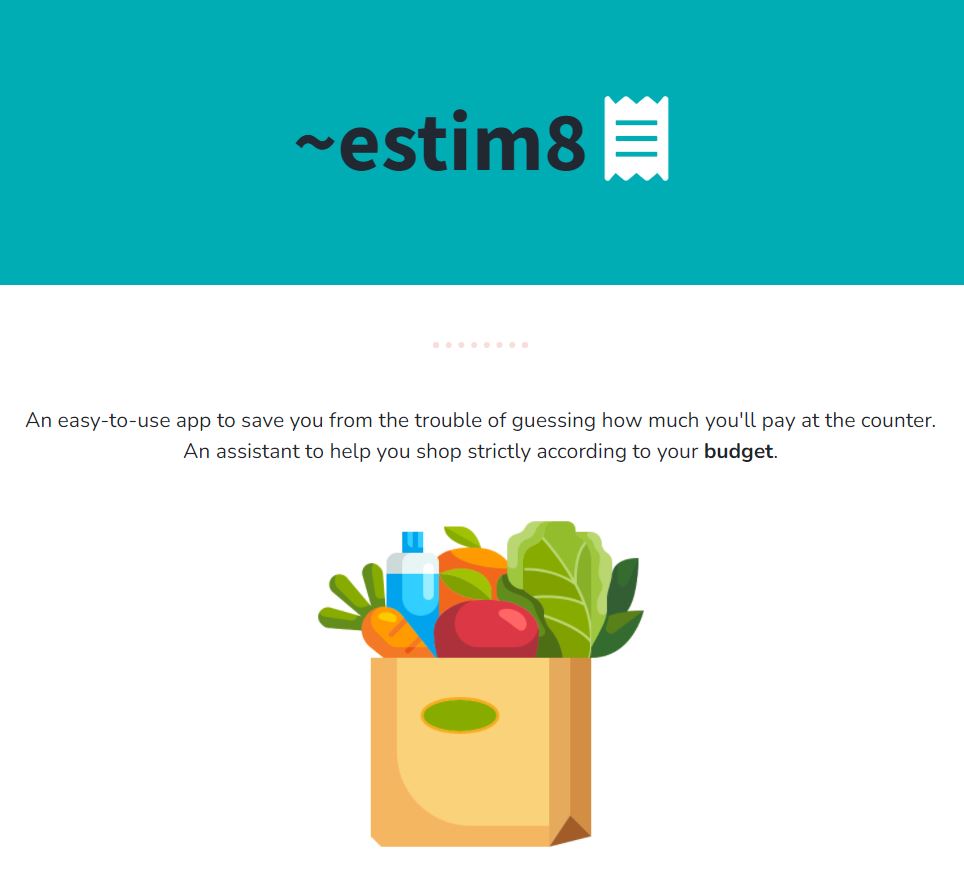 ~estim8
An easy-to-use app to save you from the trouble of guessing how much you'll pay at the counter.
An assistant to help you shop strictly according to your budget.